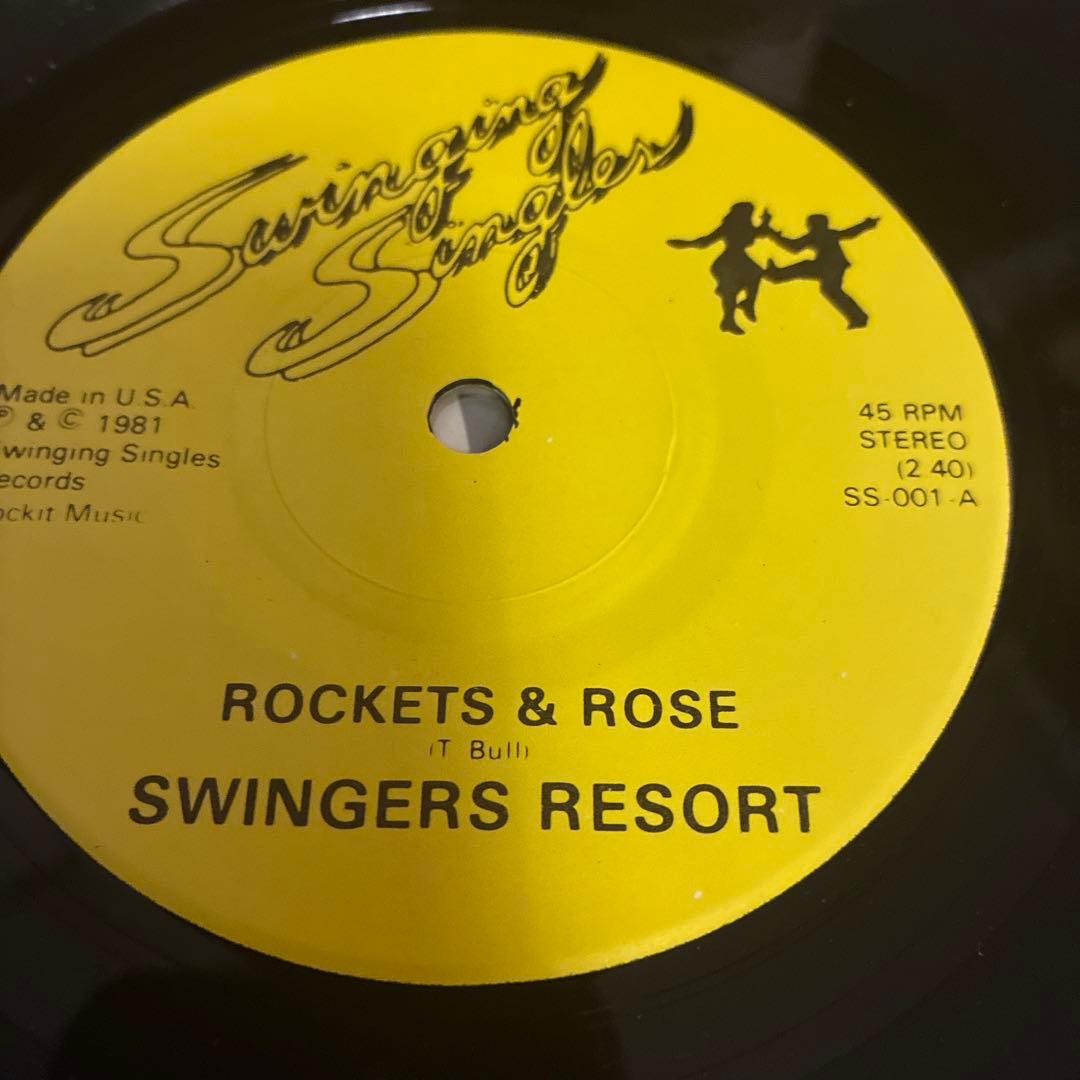 Swinging
Singles
Made in U.S.A.
℗ & © 1981
winging Singles
ecords
ockit Music
45 RPM
STEREO
(2 40)
SS-001-A
ROCKETS & ROSE
(T Bull)
SWINGERS RESORT